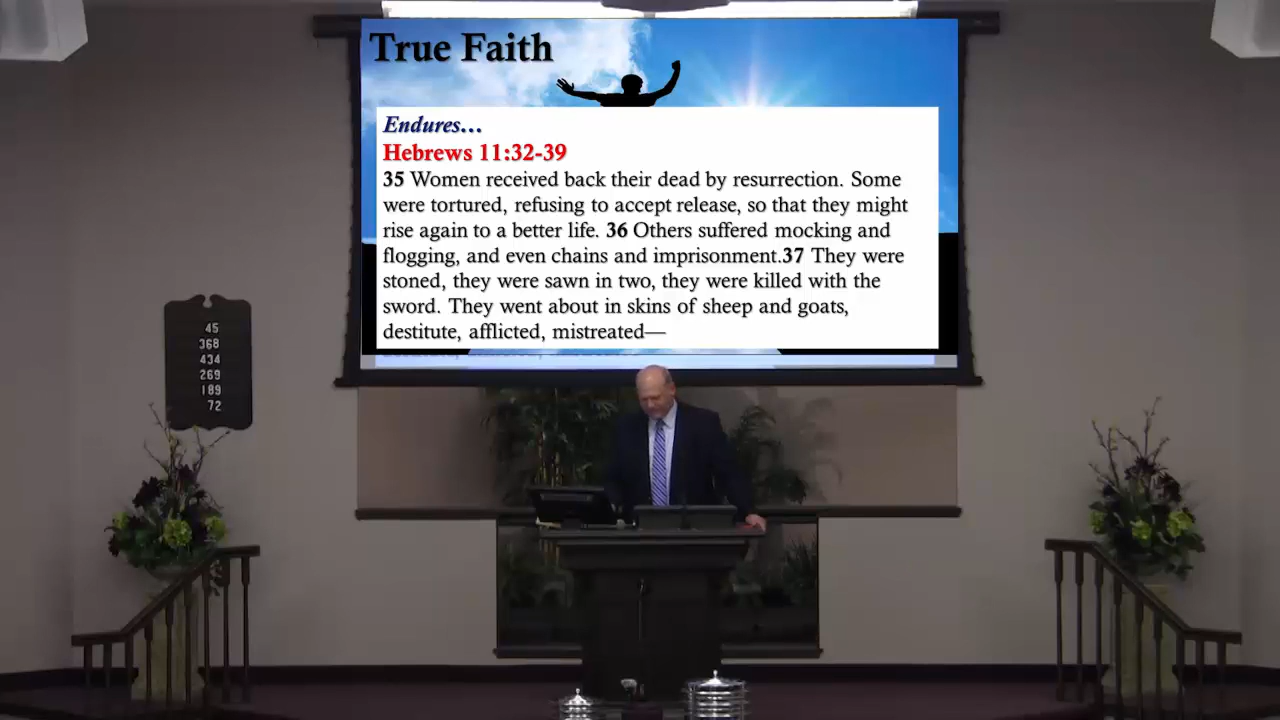 True Faith
Endures...
Hebrews 11:32-39
35 Women received back their dead by resurrection. Some
were tortured, refusing to accept release, so that they might
rise again to a better life. 36 Others suffered mocking and
flogging, and even chains and imprisonment.37 They were
stoned, they were sawn in two, they were killed with the
sword. They went about in skins of sheep and goats,
destitute, afflicted, mistreated—
45
368
434
269
189
72